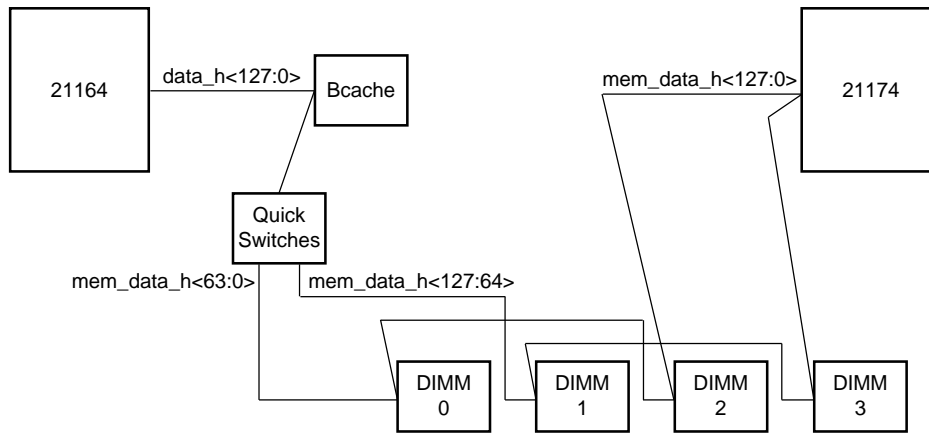 21164
data_h<127:0>
Bcache
mem_data_h<127:0>
21174
Quick
Switches
mem_data_h<63:0>
mem_data_h<127:64>
DIMM
0
DIMM
1
DIMM
2
DIMM
3